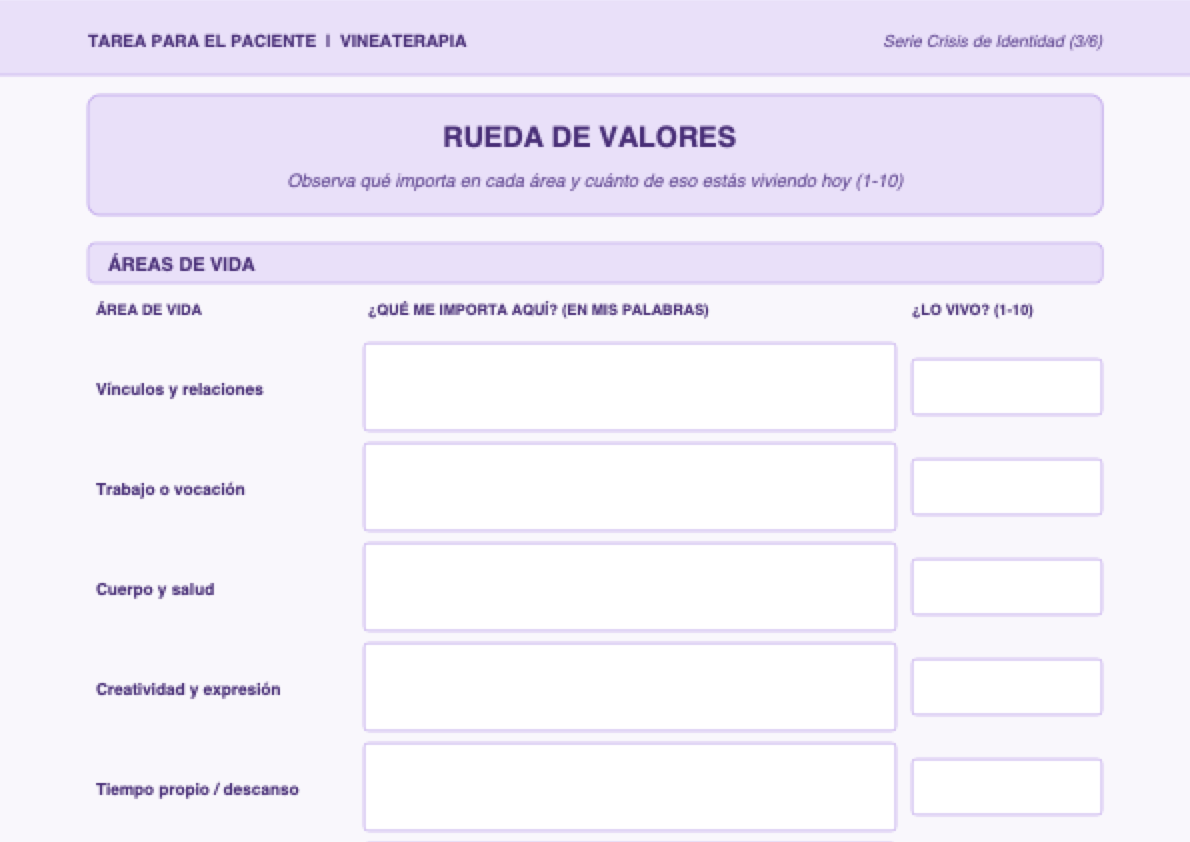 TAREA PARA EL PACIENTE | VINEATERAPIA
Serie Crisis de Identidad (3/6)
RUEDA DE VALORES
Observa qué importa en cada área y cuánto de eso estás viviendo hoy (1-10)
ÁREAS DE VIDA
ÁREA DE VIDA
¿QUÉ ME IMPORTA AQUÍ? (EN MIS PALABRAS)
¿LO VIVO? (1-10)
Vínculos y relaciones
Trabajo o vocación
Cuerpo y salud
Creatividad y expresión
Tiempo propio / descanso